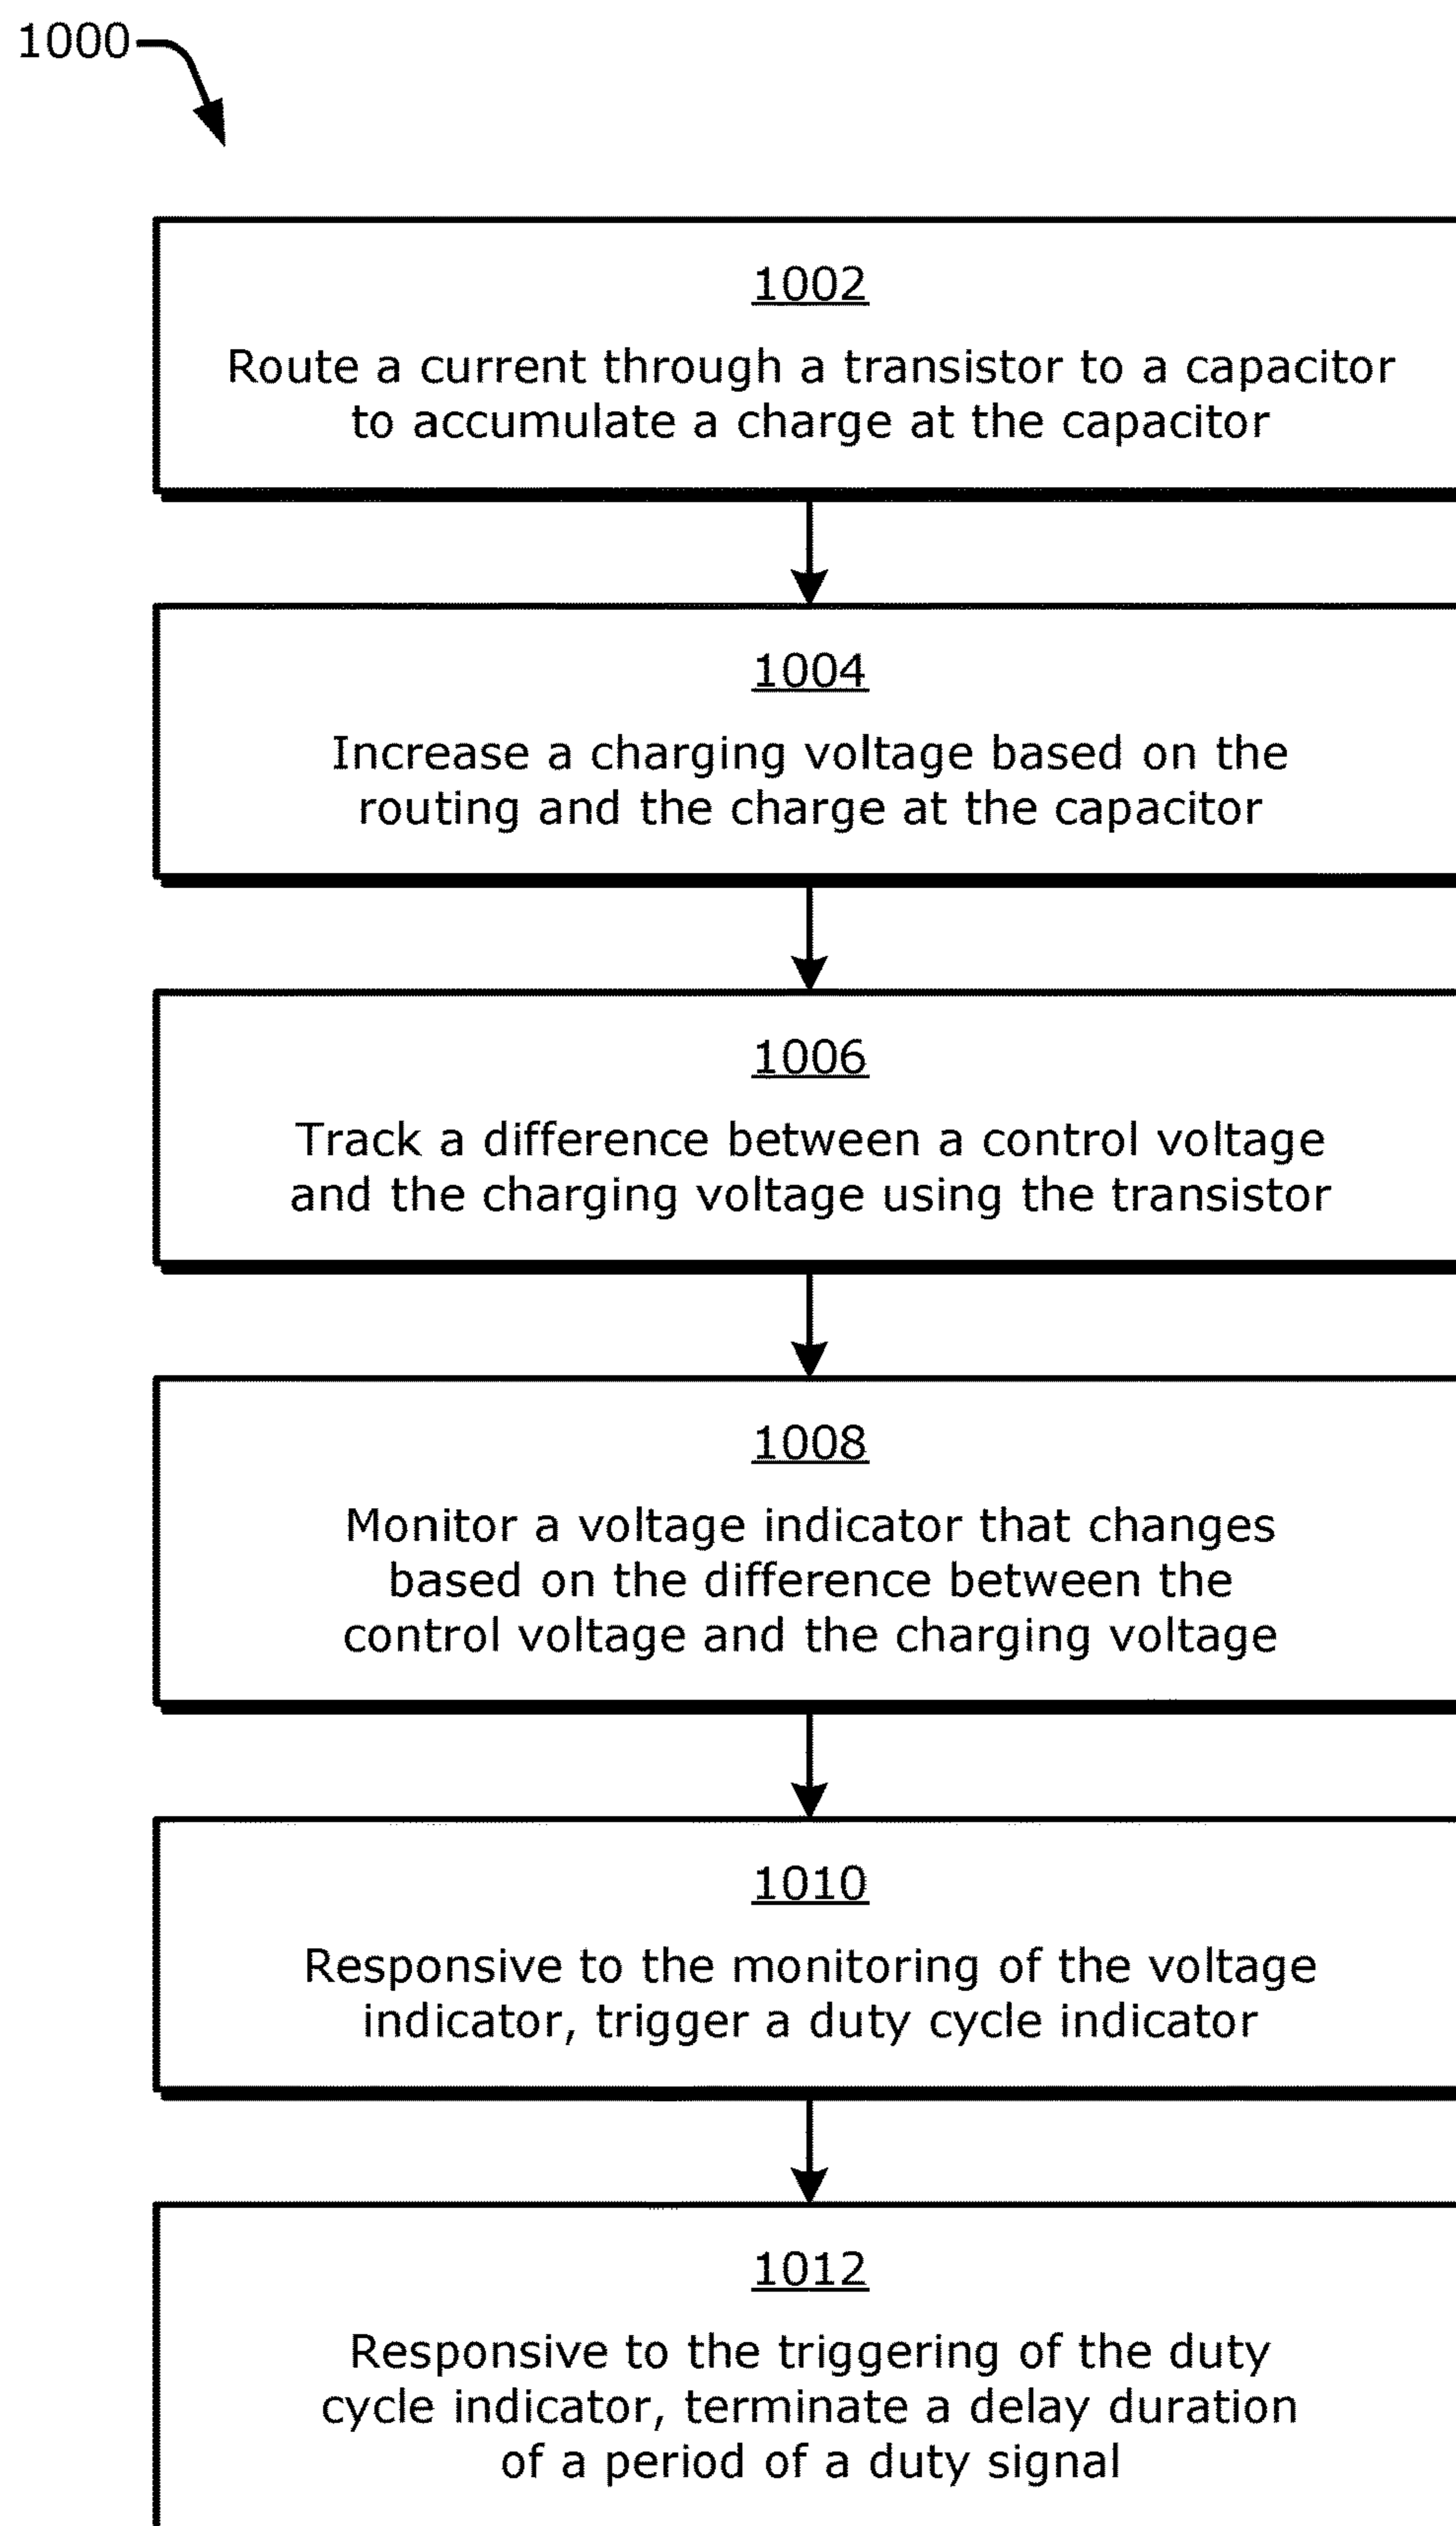 1000
1002
Route a current through a transistor to a capacitor
to accumulate a charge at the capacitor
1004
Increase a charging voltage based on the
routing and the charge at the capacitor
1006
Track a difference between a control voltage
and the charging voltage using the transistor
1008
Monitor a voltage indicator that changes
based on the difference between the
control voltage and the charging voltage
1010
Responsive to the monitoring of the voltage
indicator, trigger a duty cycle indicator
1012
Responsive to the triggering of the duty
cycle indicator, terminate a delay duration
of a period of a duty signal